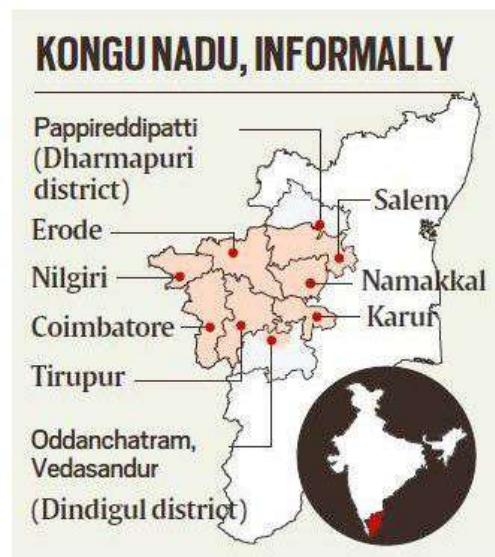 KONGU NADU, INFORMALLY
Pappireddipatti
(Dharmapuri
district)
Erode
Nilgiri
Coimbatore
Tirupur
Oddanchatram,
Vedasandur
(Dindigul district)
Salem
Namakkal
Karur